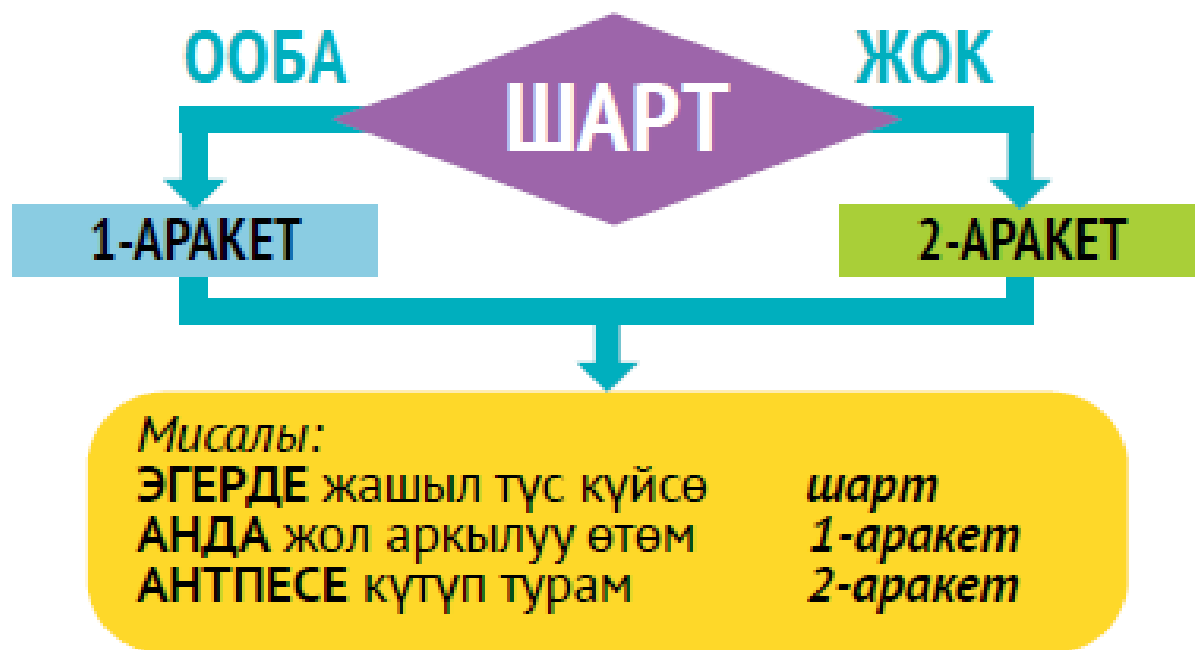 ООБА ЖОК
ШАРТ
1-АРАКЕТ 2-АРАКЕТ
Мисалы:
ЭГЕРДЕ жашыл түс күйсө шарт
АНДА жол аркылуу өтөм 1-аракет
АНТПЕСЕ күтүп турам 2-аракет